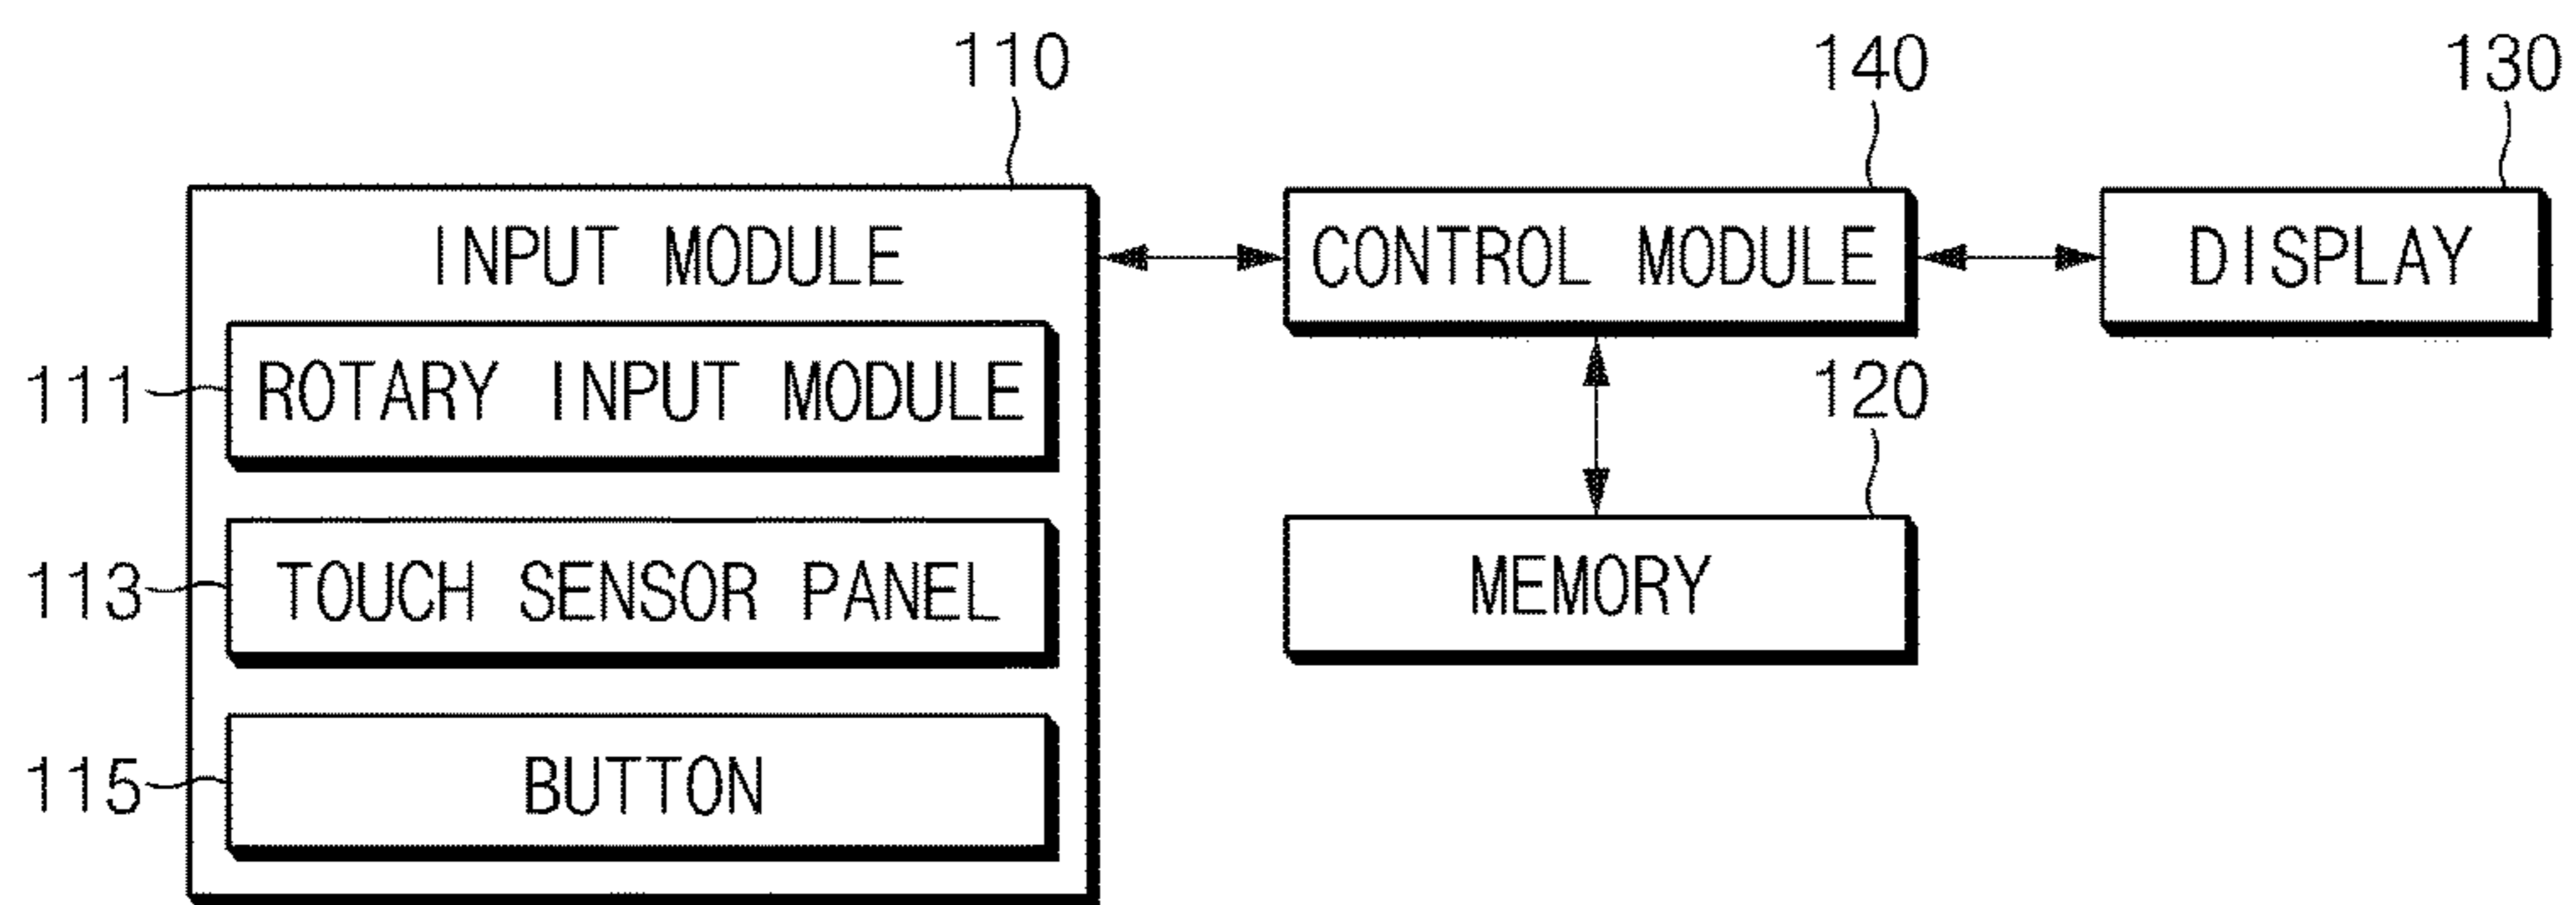 110
140
130
INPUT MODULE
CONTROL MODULE
DISPLAY
111
ROTARY INPUT MODULE
120
113
TOUCH SENSOR PANEL
MEMORY
115
BUTTON